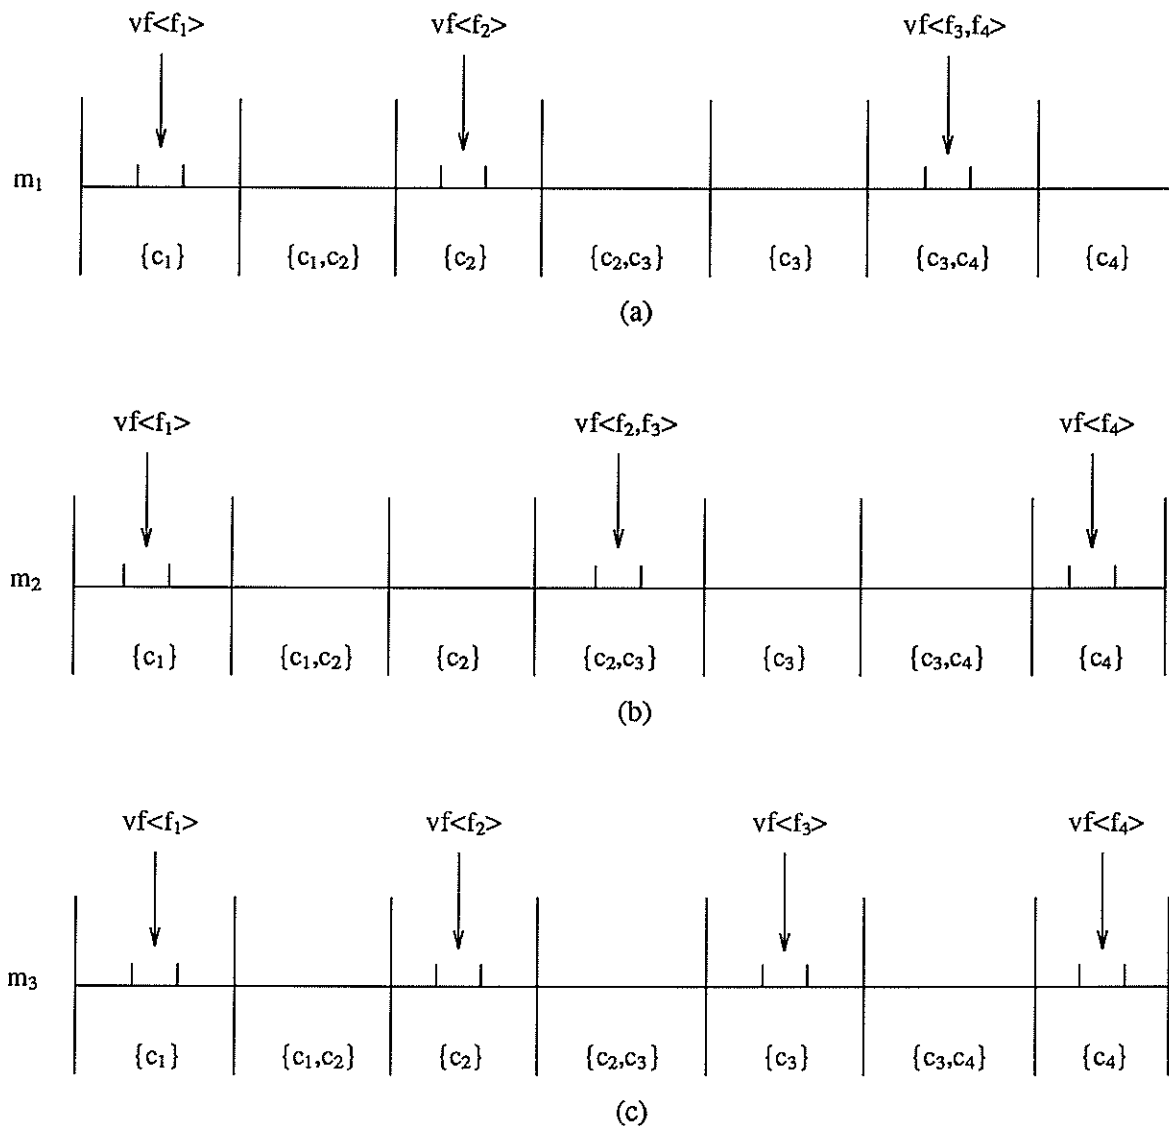 vf<f₁> vf<f₂> vf<f₃,f₄>
m₁
{c₁} {c₁,c₂} {c₂} {c₂,c₃} {c₃} {c₃,c₄} {c₄}
(a)
vf<f₁> vf<f₂,f₃> vf<f₄>
m₂
{c₁} {c₁,c₂} {c₂} {c₂,c₃} {c₃} {c₃,c₄} {c₄}
(b)
vf<f₁> vf<f₂> vf<f₃> vf<f₄>
m₃
{c₁} {c₁,c₂} {c₂} {c₂,c₃} {c₃} {c₃,c₄} {c₄}
(c)